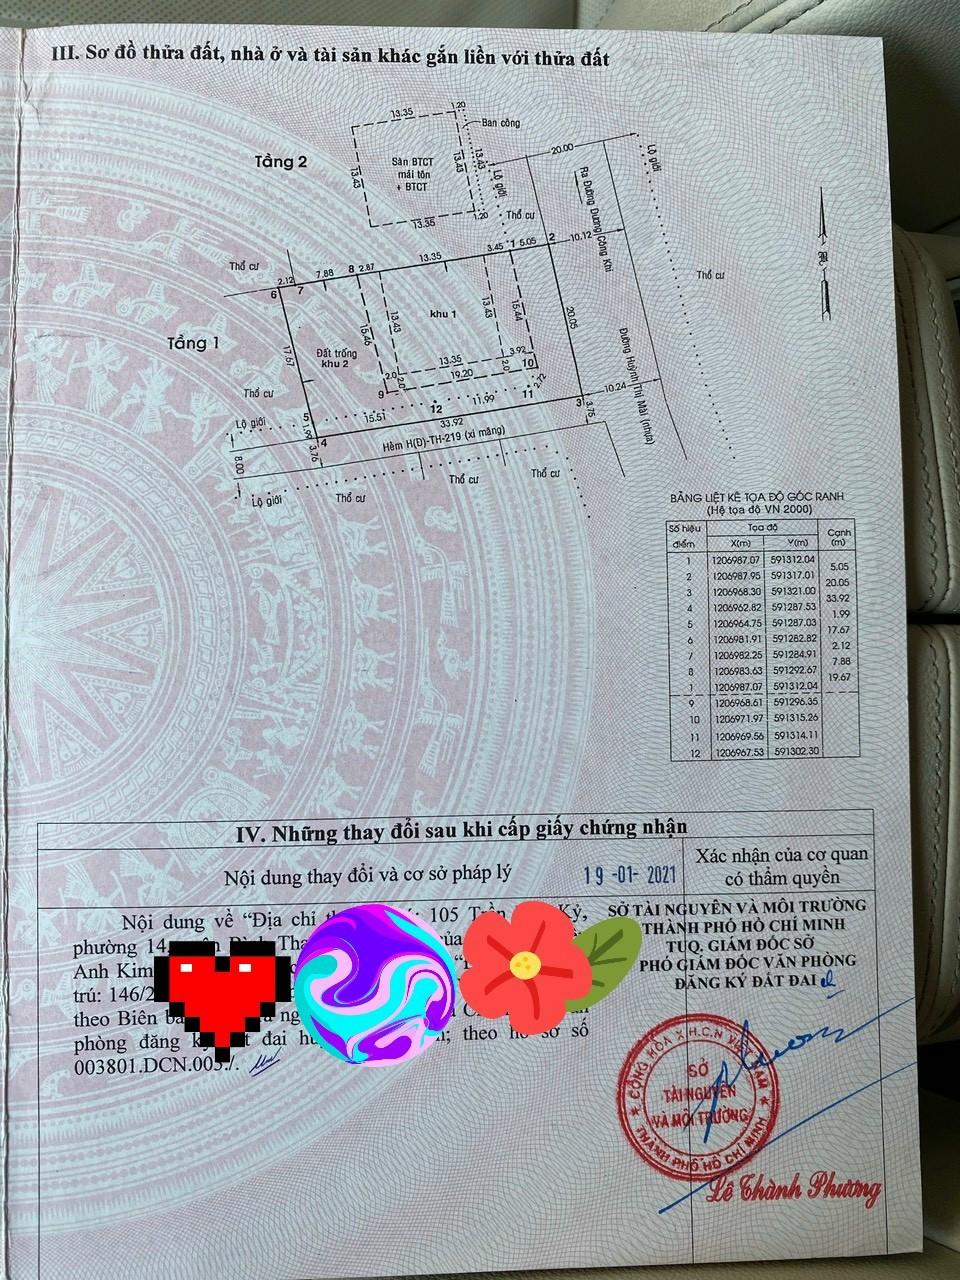 III. Sơ đồ thửa đất, nhà ở và tài sản khác gắn liền với thửa đất
Tầng 2
13.35
1.20
Ban công
13.43
Sàn BTCT
mái tôn
+ BTCT
13.43
13.43
13.35
1.20
Lộ giới
Thổ cư
20.00
Lộ giới
Ra Đường Dương Công Khi
10.12
Thổ cư
Thổ cư
2.12
6
7
7.88
8
2.87
13.35
3.45
1
5.05
2
Tầng 1
17.67
Đất trống
khu 2
15.46
13.43
khu 1
13.43
15.44
20.05
Đường Huỳnh Thị Mài (nhựa)
13.35
3.92
19.20
10
2.0
2.0
2.0
2.72
9
12
11.99
11
3
10.24
Thổ cư
Lộ giới
5
1.99
15.51
4
33.92
3.75
3.76
8.00
Hẻm H(Đ)-TH-219 (xi măng)
Lộ giới
Thổ cư
Thổ cư
Thổ cư
BẢNG LIỆT KÊ TỌA ĐỘ GÓC RANH
(Hệ tọa độ VN 2000)
Số hiệu điểm Tọa độ Cạnh (m)
X(m) Y(m)
1 1206987.07 591312.04
5.05
2 1206987.95 591317.01
20.05
3 1206968.30 591321.00
33.92
4 1206962.82 591287.53
1.99
5 1206964.75 591287.03
17.67
6 1206981.91 591282.82
2.12
7 1206982.25 591284.91
7.88
8 1206983.63 591292.67
19.67
1 1206987.07 591312.04
9 1206968.61 591296.35
10 1206971.97 591315.26
11 1206969.56 591314.11
12 1206967.53 591302.30
IV. Những thay đổi sau khi cấp giấy chứng nhận
Nội dung thay đổi và cơ sở pháp lý
19-01-2021
Xác nhận của cơ quan
có thẩm quyền
Nội dung về “Địa chỉ 105 Kỷ,
phường 14
Anh Kim
trú: 146/2
theo Biên
phòng đăng đai theo hồ sơ số
003801.DCN.003./.
SỞ TÀI NGUYÊN VÀ MÔI TRƯỜNG
THÀNH PHỐ HỒ CHÍ MINH
TUQ. GIÁM ĐỐC SỞ
PHÓ GIÁM ĐỐC VĂN PHÒNG
ĐĂNG KÝ ĐẤT ĐAI
CỘNG HÒA X.H.C.N VIỆT NAM
SỞ
TÀI NGUYÊN
VÀ MÔI TRƯỜNG
THÀNH PHỐ HỒ CHÍ MINH
Lê Thành Phương